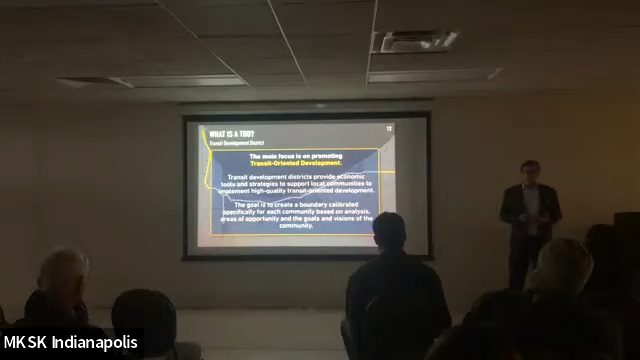 WHAT IS A TDD?
12
Transit Development District
The main focus is on promoting
Transit-Oriented Development.
Transit development districts provide economic
tools and strategies to support local communities to
implement high-quality transit-oriented development.
The goal is to create a boundary calibrated
specifically for each community based on analysis,
areas of opportunity and the goals and visions of the
community.
MKSK Indianapolis